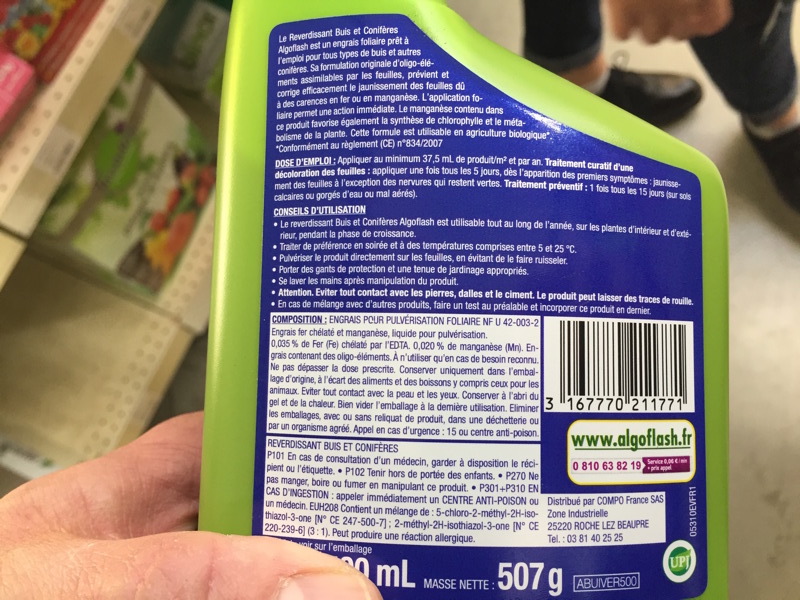 Le Reverdissant Buis et Conifères
Algoflash est un engrais foliaire prêt à
l'emploi pour tous types de buis et autres
conifères. Sa formulation originale d'oligo-élé-
ments assimilables par les feuilles, prévient et
corrige efficacement le jaunissement des feuilles dû
à des carences en fer ou en manganèse. L'application fo-
liaire permet une action immédiate. Le manganèse contenu dans
ce produit favorise également la synthèse de chlorophylle et le méta-
bolisme de la plante. Cette formule est utilisable en agriculture biologique*.
*Conformément au règlement (CE) n°834/2007
DOSE D'EMPLOI : Appliquer au minimum 37,5 mL de produit/m² et par an. Traitement curatif d'une
décoloration des feuilles : appliquer une fois tous les 5 jours, dès l'apparition des premiers symptômes : jaunisse-
ment des feuilles à l'exception des nervures qui restent vertes. Traitement préventif : 1 fois tous les 15 jours (sur sols
calcaires ou gorgés d'eau ou mal aérés).
CONSEILS D'UTILISATION
• Le reverdissant Buis et Conifères Algoflash est utilisable tout au long de l'année, sur les plantes d'intérieur et d'exté-
rieur, pendant la phase de croissance.
• Traiter de préférence en soirée et à des températures comprises entre 5 et 25 °C.
• Pulvériser le produit directement sur les feuilles, en évitant de le faire ruisseler.
• Porter des gants de protection et une tenue de jardinage appropriés.
• Se laver les mains après manipulation du produit.
• Attention. Eviter tout contact avec les pierres, dalles et le ciment. Le produit peut laisser des traces de rouille.
• En cas de mélange avec d'autres produits, faire un test au préalable et incorporer ce produit en dernier.
COMPOSITION : ENGRAIS POUR PULVÉRISATION FOLIAIRE NF U 42-003-2
Engrais fer chélaté et manganèse, liquide pour pulvérisation.
0,035 % de Fer (Fe) chélaté par l'EDTA. 0,020 % de manganèse (Mn). En-
grais contenant des oligo-éléments. À n'utiliser qu'en cas de besoin reconnu.
Ne pas dépasser la dose prescrite. Conserver uniquement dans l'embal-
lage d'origine, à l'écart des aliments et des boissons y compris ceux pour les
animaux. Eviter tout contact avec la peau et les yeux. Conserver à l'abri du
gel et de la chaleur. Bien vider l'emballage à la dernière utilisation. Eliminer
les emballages, avec ou sans reliquat de produit, dans une déchetterie ou
par un organisme agréé. Appel en cas d'urgence : 15 ou centre anti-poison.
3 167770 211771
www.algoflash.fr
0 810 63 82 19 Service 0,06 € / min
+ prix appel
REVERDISSANT BUIS ET CONIFÈRES
P101 En cas de consultation d'un médecin, garder à disposition le réci-
pient ou l'étiquette. • P102 Tenir hors de portée des enfants. • P270 Ne
pas manger, boire ou fumer en manipulant ce produit. • P301+P310 EN
CAS D'INGESTION : appeler immédiatement un CENTRE ANTI-POISON ou
un médecin. EUH208 Contient un mélange de : 5-chloro-2-méthyl-2H-iso-
thiazol-3-one [N° CE 247-500-7] ; 2-méthyl-2H-isothiazol-3-one [N° CE
220-239-6] (3 : 1). Peut produire une réaction allergique.
Distribué par COMPO France SAS
Zone Industrielle
25220 ROCHE LEZ BEAUPRE
Tel. : 03 81 40 25 25
05310EVFR1
voir sur l'emballage
0 mL MASSE NETTE : 507 g ABUIVER500
UPJ